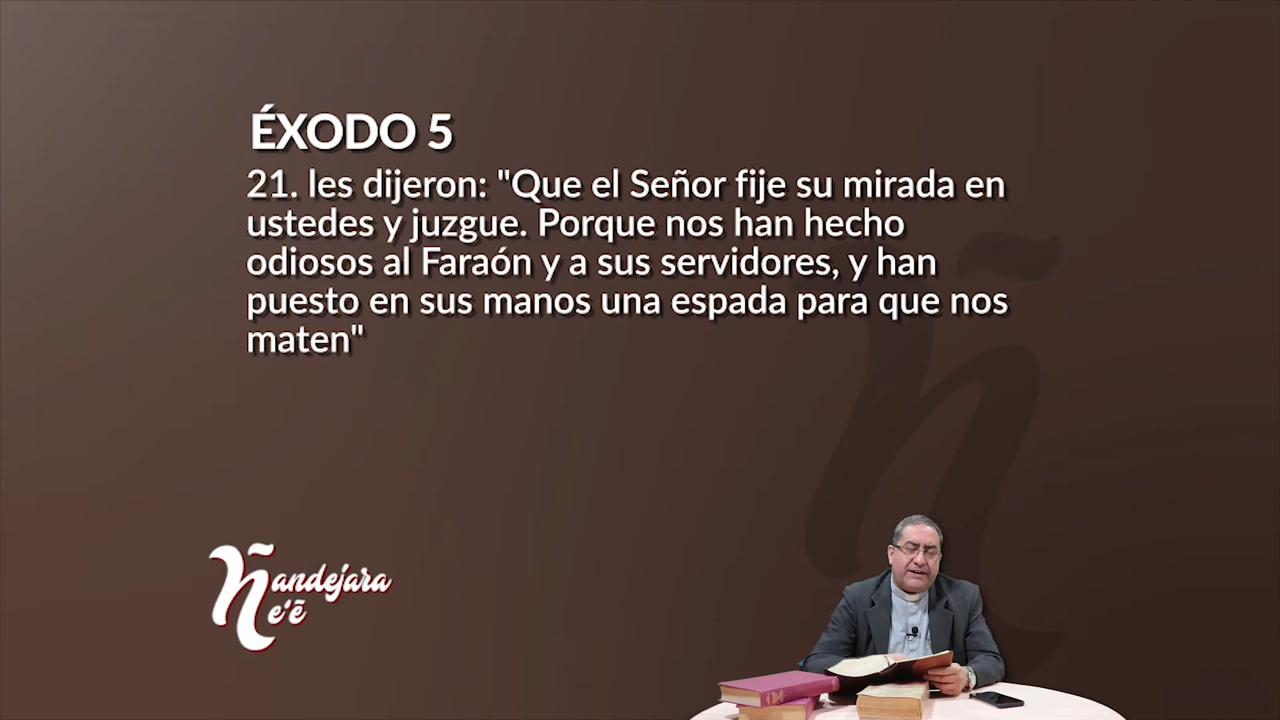 ÉXODO 5
21. les dijeron: "Que el Señor fije su mirada en
ustedes y juzgue. Porque nos han hecho
odiosos al Faraón y a sus servidores, y han
puesto en sus manos una espada para que nos
maten"
Ñandejara
Ñe'ẽ